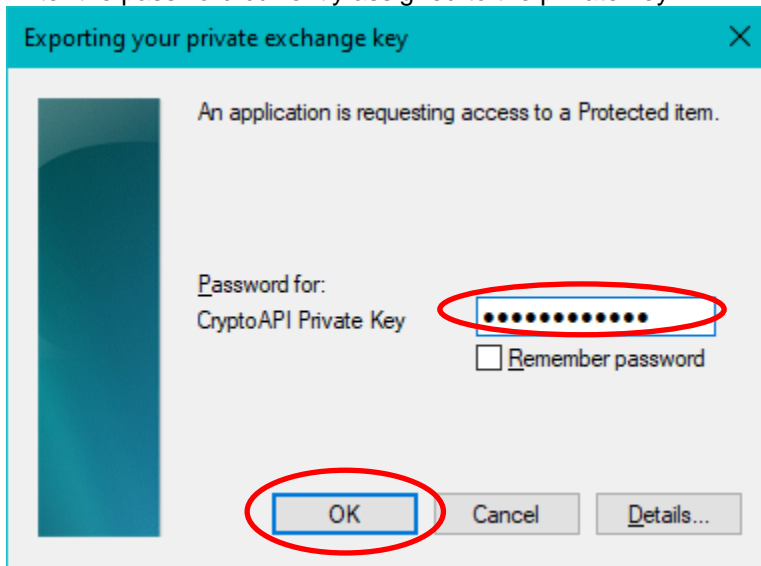 Exporting your private exchange key
An application is requesting access to a Protected item.
Password for:
CryptoAPI Private Key
●●●●●●●●●●●●
Remember password
OK Cancel Details...